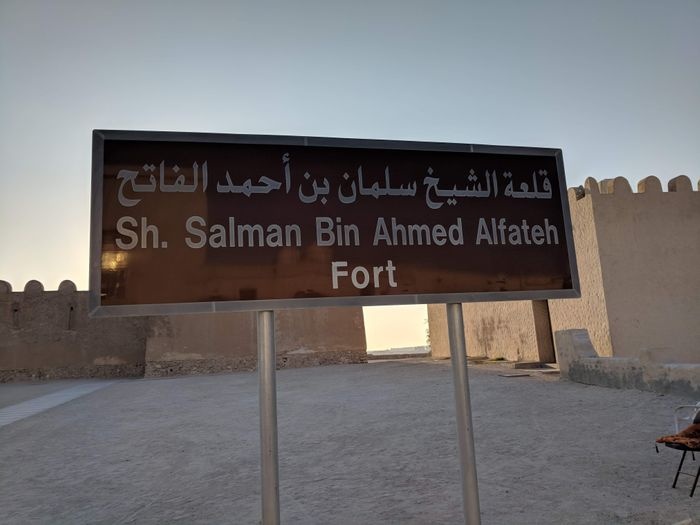 قلعة الشيخ سلمان بن أحمد الفاتح
Sh. Salman Bin Ahmed Alfateh
Fort